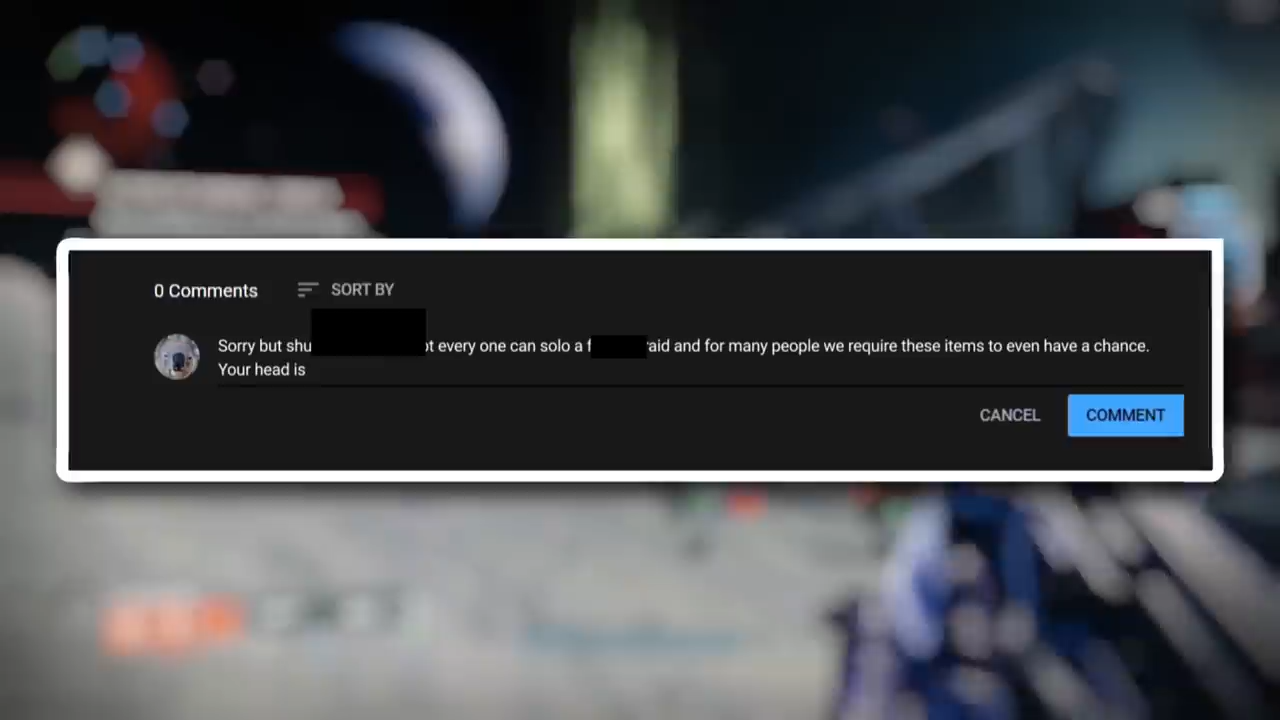 0 Comments
SORT BY
Sorry but shu ot every one can solo a f raid and for many people we require these items to even have a chance.
Your head is
CANCEL
COMMENT